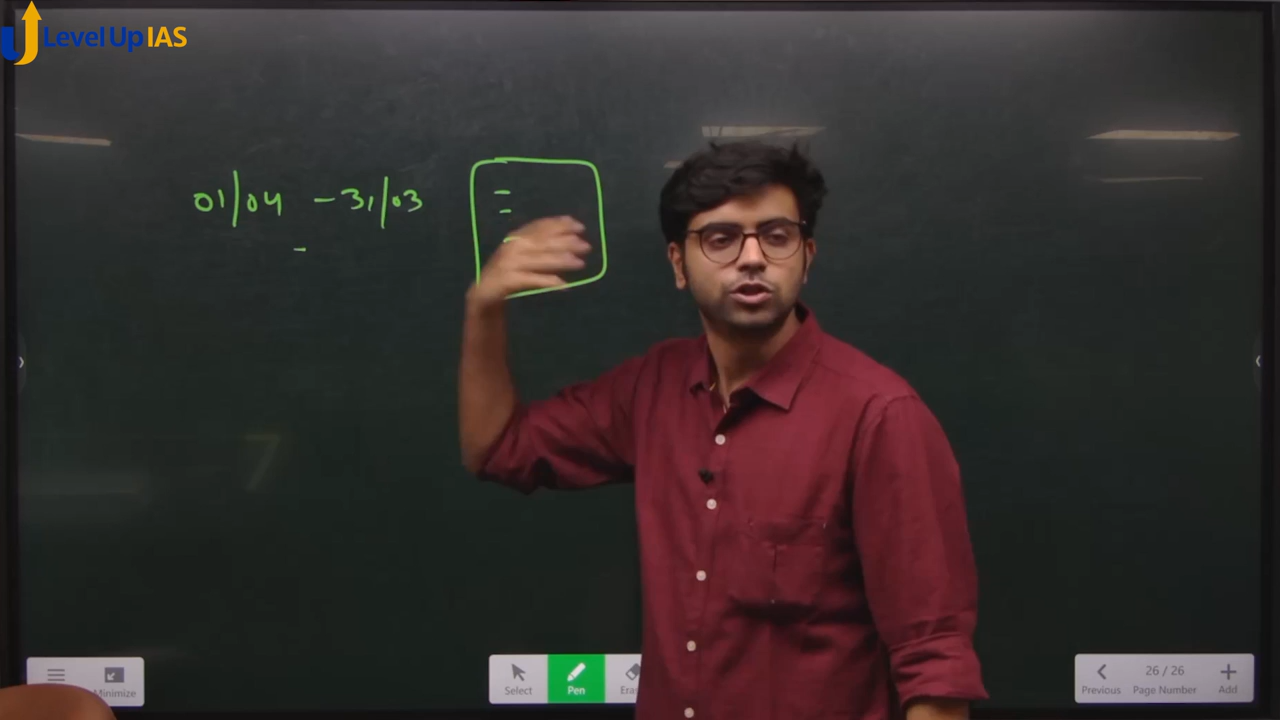 Level Up IAS
01/04 - 31/03
-
=
Select
Pen
Minimize
26 / 26
Previous
Page Number
Add